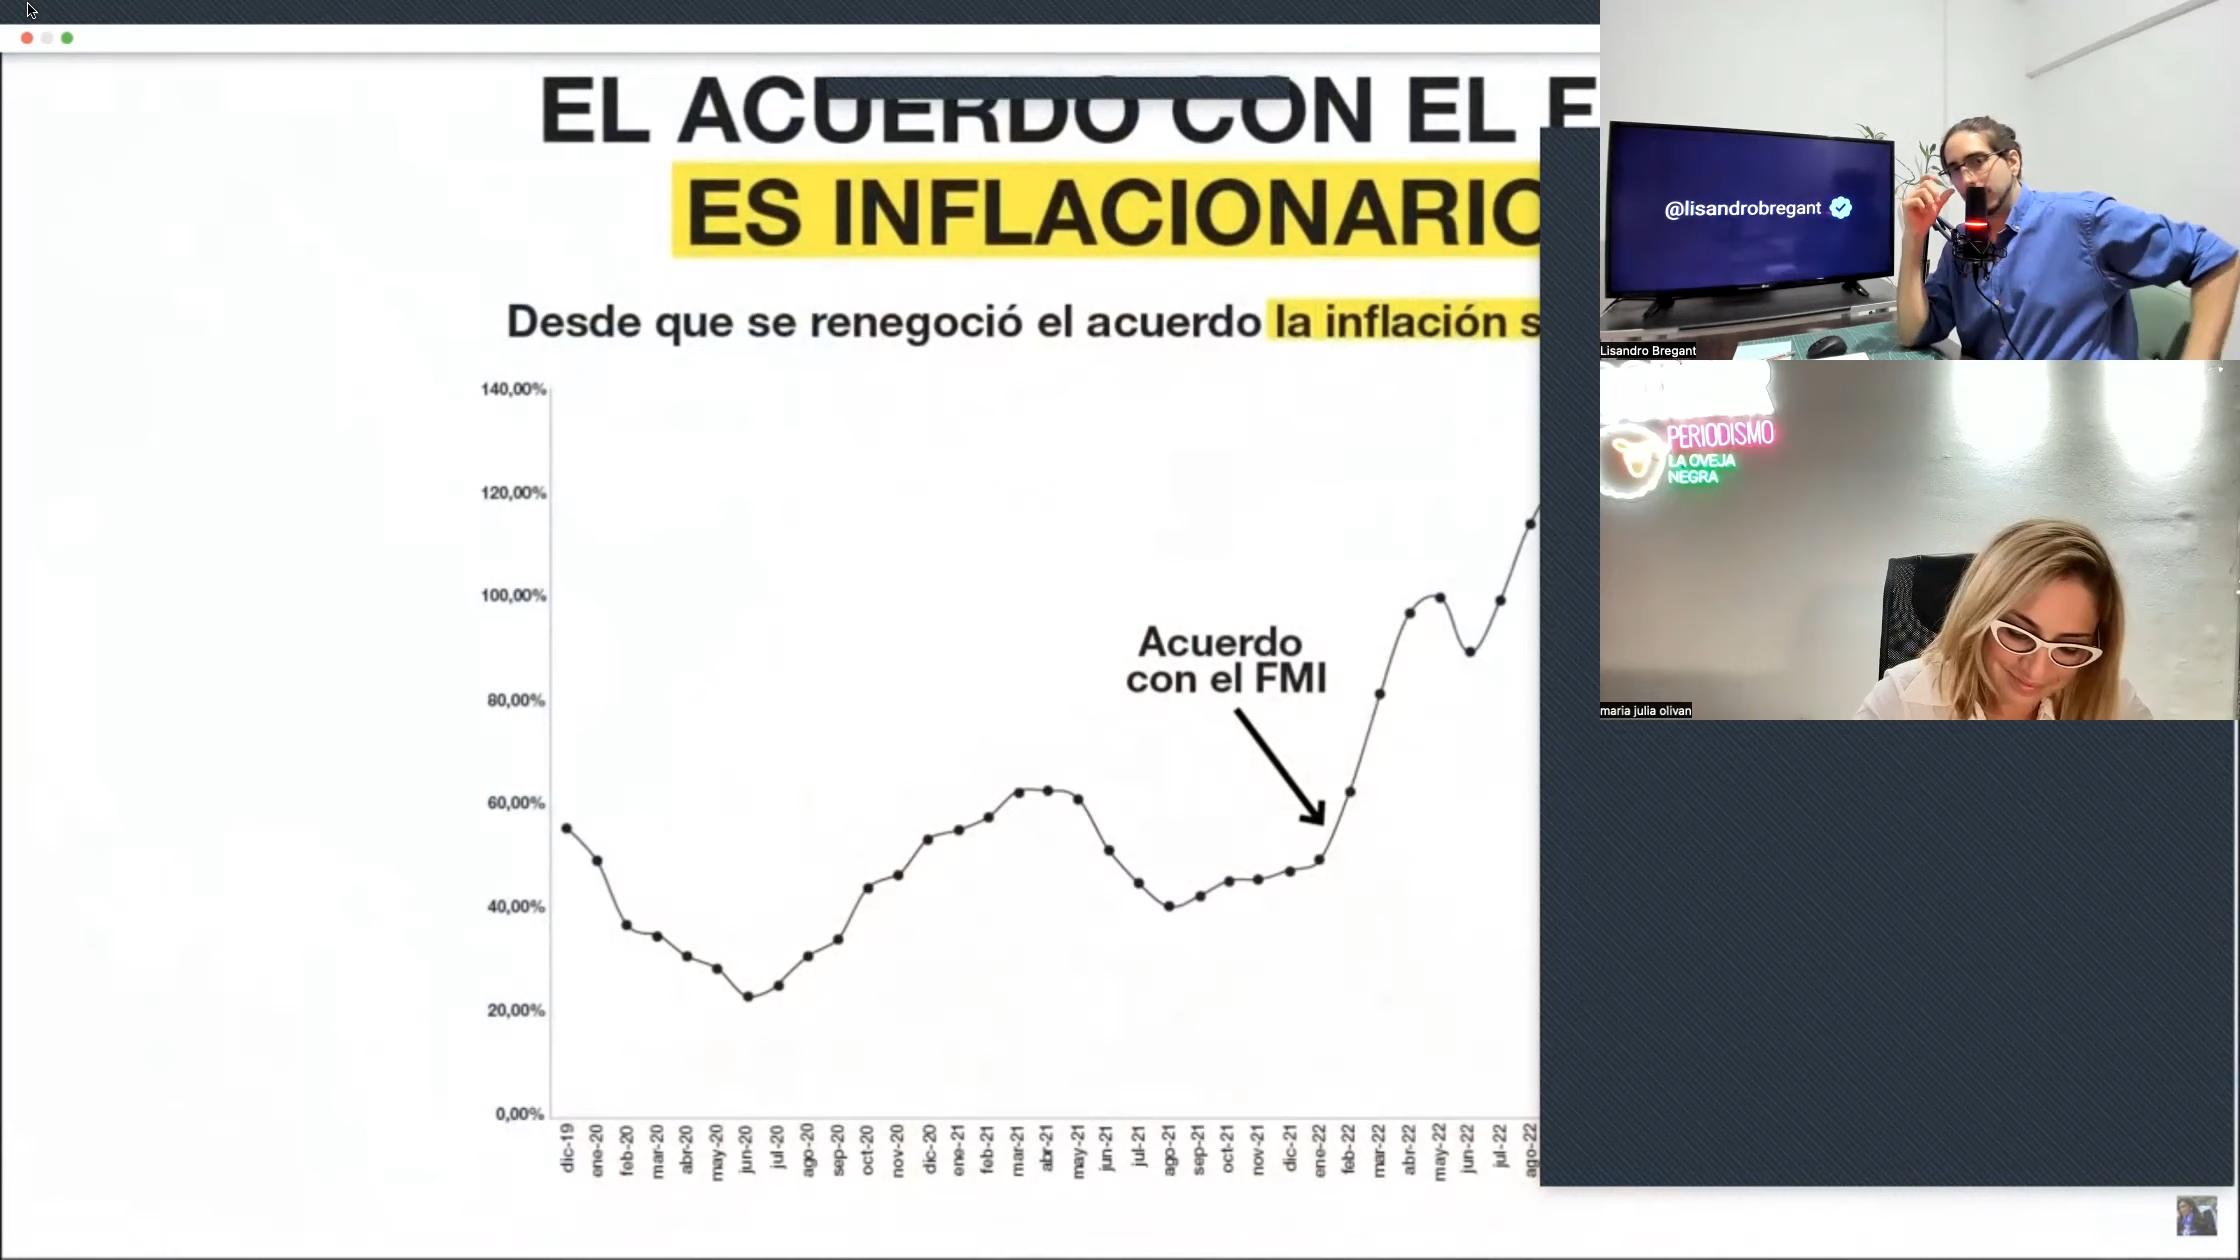 EL ACUERDO CON EL F
ES INFLACIONARIO
Desde que se renegoció el acuerdo la inflación s
140,00%
120,00%
100,00%
80,00%
60,00%
40,00%
20,00%
0,00%
Acuerdo
con el FMI
dic-19
ene-20
feb-20
mar-20
abr-20
may-20
jun-20
jul-20
ago-20
sep-20
oct-20
nov-20
dic-20
ene-21
feb-21
mar-21
abr-21
may-21
jun-21
jul-21
ago-21
sep-21
oct-21
nov-21
dic-21
ene-22
feb-22
mar-22
abr-22
may-22
jun-22
jul-22
ago-22
@lisandrobregant
Lisandro Bregant
PERIODISMO
LA OVEJA
NEGRA
maria julia olivan